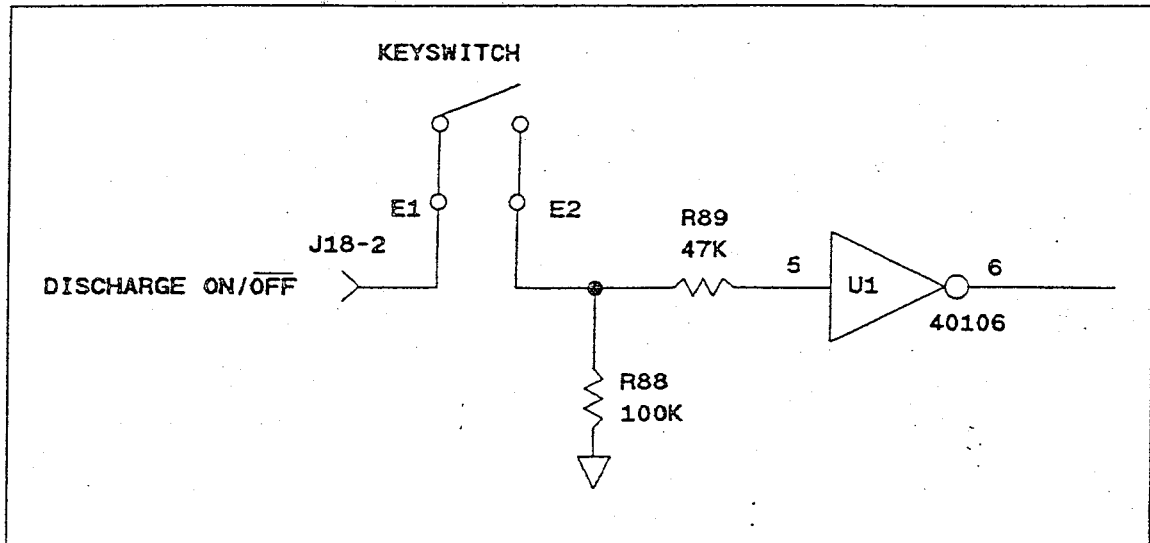 KEYSWITCH
E1
E2
J18-2
DISCHARGE ON/OFF
R89
47K
5
U1
6
40106
R88
100K